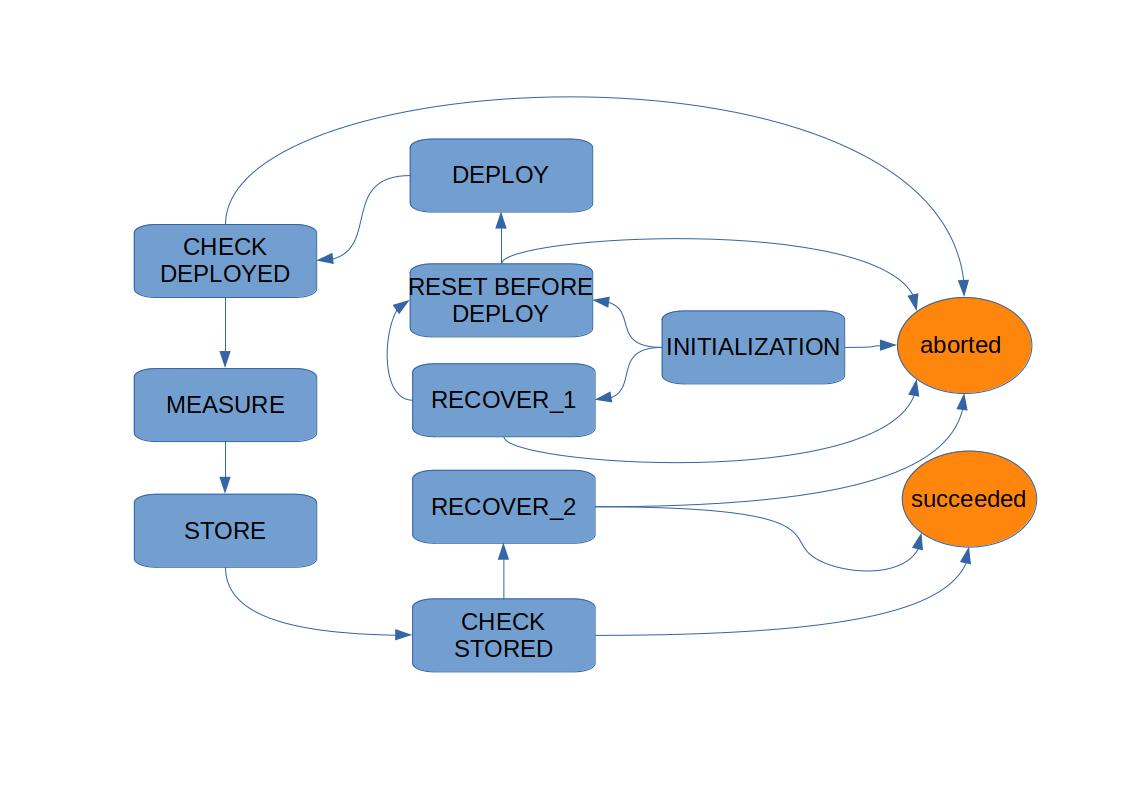 DEPLOY
CHECK
DEPLOYED
RESET BEFORE
DEPLOY
INITIALIZATION
aborted
MEASURE
RECOVER_1
RECOVER_2
succeeded
STORE
CHECK
STORED